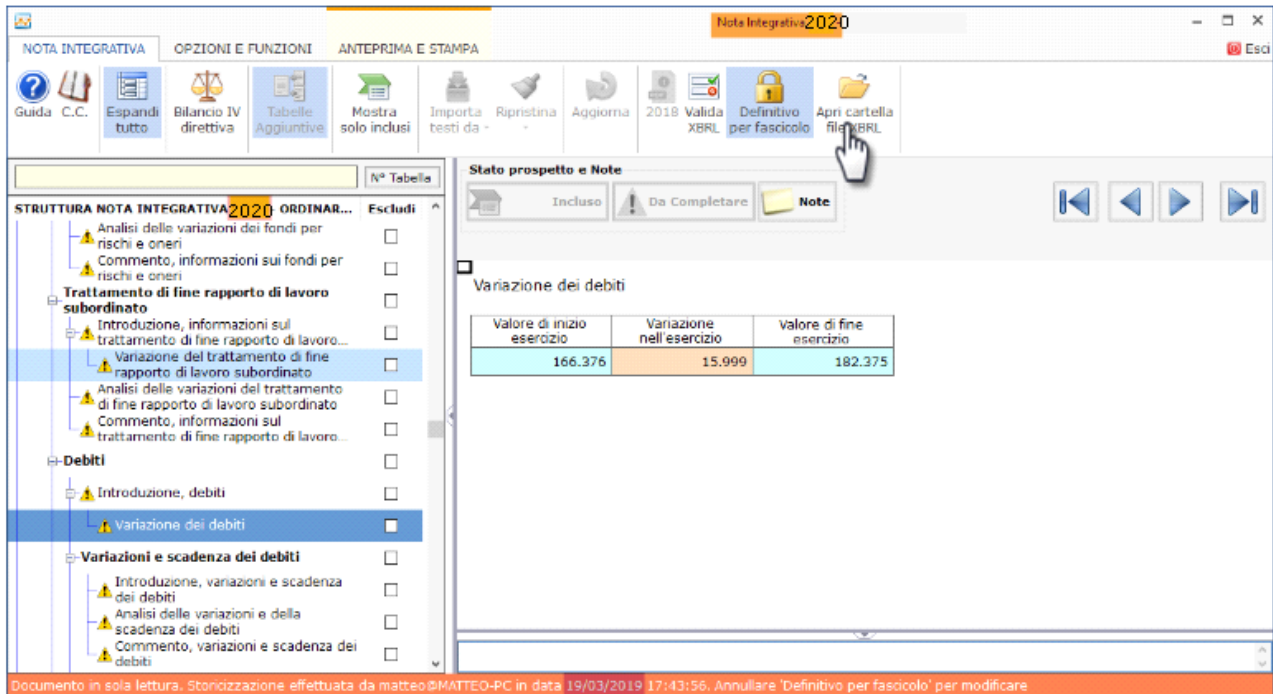 Nota Integrativa 2020
NOTA INTEGRATIVA OPZIONI E FUNZIONI ANTEPRIMA E STAMPA Esci
Guida C.C. Espandi tutto Bilancio IV direttiva Tabelle Aggiuntive Mostra solo inclusi Importa testi da Ripristina Aggiorna 2018 Valida XBRL Definitivo per fascicolo Apri cartella file XBRL
Nº Tabella
STRUTTURA NOTA INTEGRATIVA 2020 ORDINAR... Escludi
Analisi delle variazioni dei fondi per
rischi e oneri
Commento, informazioni sui fondi per
rischi e oneri
Trattamento di fine rapporto di lavoro
subordinato
Introduzione, informazioni sul
trattamento di fine rapporto di lavoro...
Variazione del trattamento di fine
rapporto di lavoro subordinato
Analisi delle variazioni del trattamento
di fine rapporto di lavoro subordinato
Commento, informazioni sul
trattamento di fine rapporto di lavoro...
Debiti
Introduzione, debiti
Variazione dei debiti
Variazioni e scadenza dei debiti
Introduzione, variazioni e scadenza
dei debiti
Analisi delle variazioni e della
scadenza dei debiti
Commento, variazioni e scadenza dei
debiti
Stato prospetto e Note
Incluso Da Completare Note
Variazione dei debiti
Valore di inizio esercizio Variazione nell'esercizio Valore di fine esercizio
166.376 15.999 182.375
Documento in sola lettura. Storicizzazione effettuata da matteo@MATTEO-PC in data 19/03/2019 17:43:56. Annullare 'Definitivo per fascicolo' per modificare